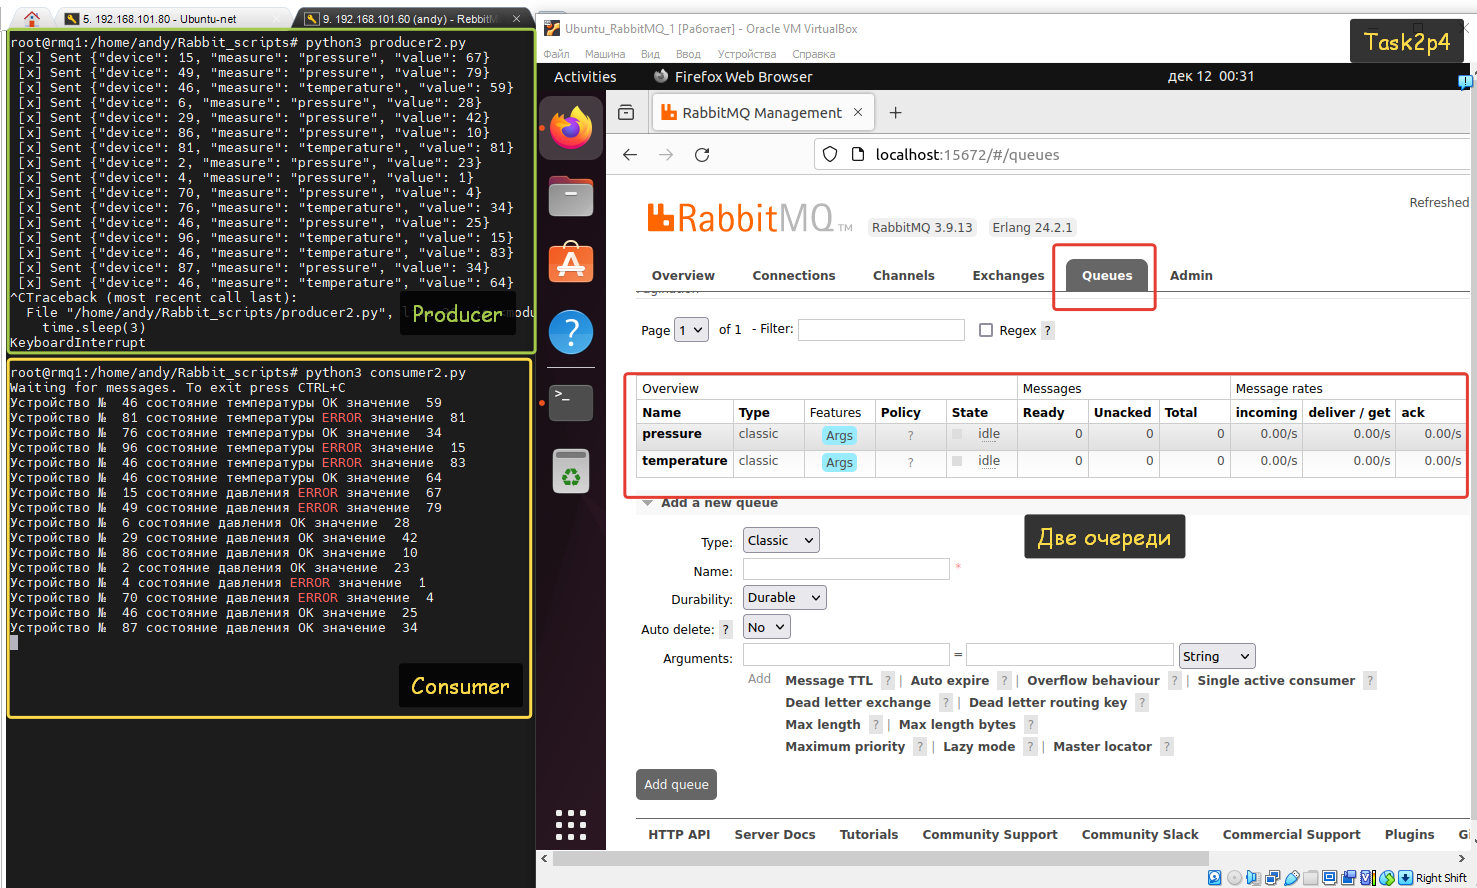 5. 192.168.101.80 - Ubuntu-net
9. 192.168.101.60 (andy) - Rebbit
root@rmq1:/home/andy/Rabbit_scripts# python3 producer2.py
[x] Sent {"device": 15, "measure": "pressure", "value": 67}
[x] Sent {"device": 49, "measure": "pressure", "value": 79}
[x] Sent {"device": 46, "measure": "temperature", "value": 59}
[x] Sent {"device": 6, "measure": "pressure", "value": 28}
[x] Sent {"device": 29, "measure": "pressure", "value": 42}
[x] Sent {"device": 86, "measure": "pressure", "value": 10}
[x] Sent {"device": 81, "measure": "temperature", "value": 81}
[x] Sent {"device": 2, "measure": "pressure", "value": 23}
[x] Sent {"device": 4, "measure": "pressure", "value": 1}
[x] Sent {"device": 70, "measure": "pressure", "value": 4}
[x] Sent {"device": 76, "measure": "temperature", "value": 34}
[x] Sent {"device": 46, "measure": "pressure", "value": 25}
[x] Sent {"device": 96, "measure": "temperature", "value": 15}
[x] Sent {"device": 46, "measure": "temperature", "value": 83}
[x] Sent {"device": 87, "measure": "pressure", "value": 34}
[x] Sent {"device": 46, "measure": "temperature", "value": 64}
^CTraceback (most recent call last):
File "/home/andy/Rabbit_scripts/producer2.py",
time.sleep(3)
KeyboardInterrupt
Producer
root@rmq1:/home/andy/Rabbit_scripts# python3 consumer2.py
Waiting for messages. To exit press CTRL+C
Устройство № 46 состояние температуры OK значение 59
Устройство № 81 состояние температуры ERROR значение 81
Устройство № 76 состояние температуры OK значение 34
Устройство № 96 состояние температуры ERROR значение 15
Устройство № 46 состояние температуры ERROR значение 83
Устройство № 46 состояние температуры OK значение 64
Устройство № 15 состояние давления ERROR значение 67
Устройство № 49 состояние давления ERROR значение 79
Устройство № 6 состояние давления OK значение 28
Устройство № 29 состояние давления OK значение 42
Устройство № 86 состояние давления OK значение 10
Устройство № 2 состояние давления OK значение 23
Устройство № 4 состояние давления ERROR значение 1
Устройство № 70 состояние давления ERROR значение 4
Устройство № 46 состояние давления OK значение 25
Устройство № 87 состояние давления OK значение 34
Consumer
Ubuntu_RabbitMQ_1 [Работает] - Oracle VM VirtualBox
Файл Машина Вид Ввод Устройства Справка
Task2p4
Activities Firefox Web Browser дек 12 00:31
RabbitMQ Management
localhost:15672/#/queues
Refreshed
RabbitMQ TM RabbitMQ 3.9.13 Erlang 24.2.1
Overview Connections Channels Exchanges Queues Admin
Pagination
Page 1 of 1 - Filter: Regex ?
Overview Messages Message rates
Name Type Features Policy State Ready Unacked Total incoming deliver / get ack
pressure classic Args ? idle 0 0 0 0.00/s 0.00/s 0.00/s
temperature classic Args ? idle 0 0 0 0.00/s 0.00/s 0.00/s
Add a new queue
Две очереди
Type: Classic
Name: *
Durability: Durable
Auto delete: ? No
Arguments: = String
Add Message TTL ? | Auto expire ? | Overflow behaviour ? | Single active consumer ?
Dead letter exchange ? | Dead letter routing key ?
Max length ? | Max length bytes ?
Maximum priority ? | Lazy mode ? | Master locator ?
Add queue
HTTP API Server Docs Tutorials Community Support Community Slack Commercial Support Plugins
Right Shift